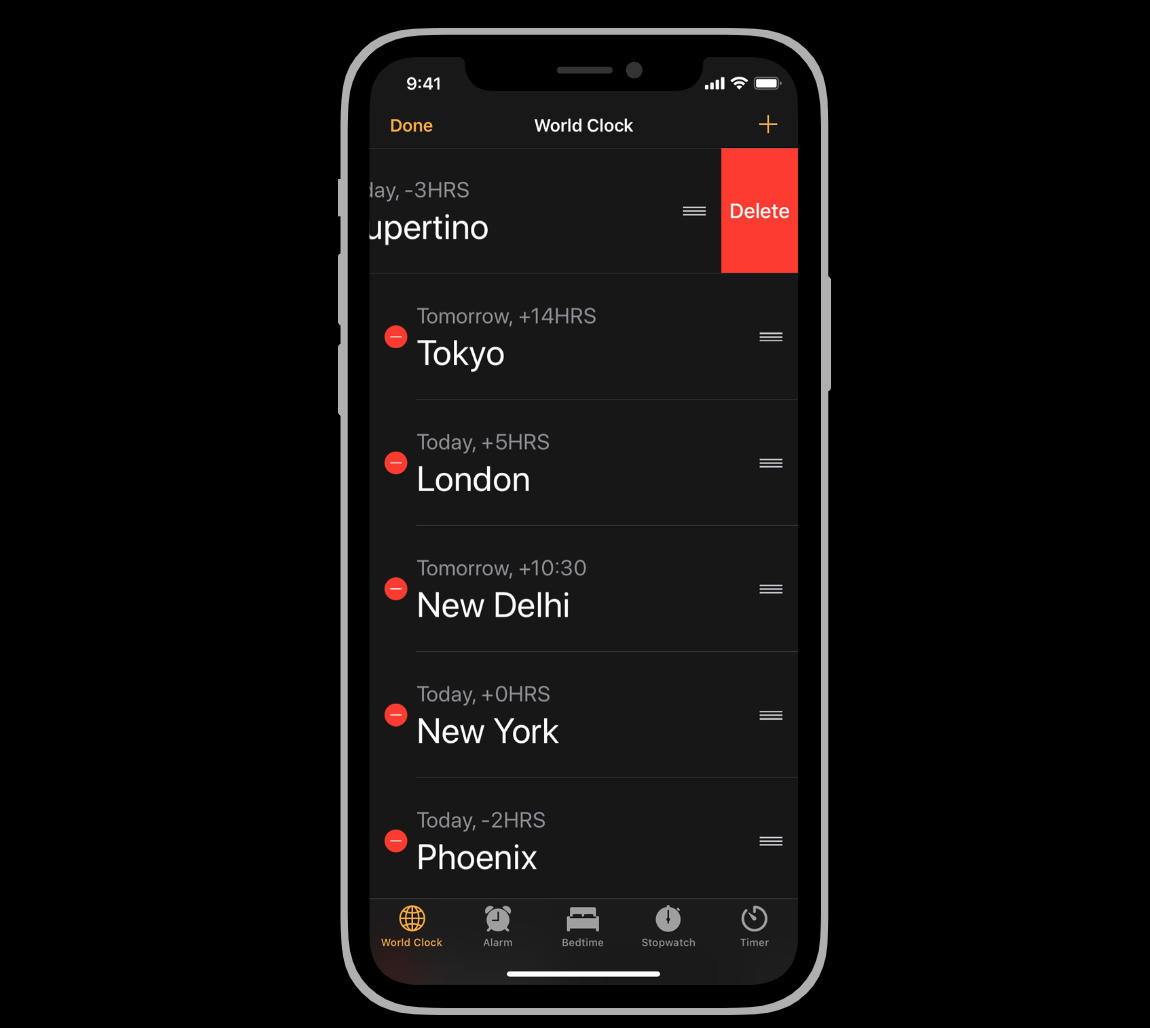 9:41
Done World Clock
day, -3HRS
upertino
Delete
Tomorrow, +14HRS
Tokyo
Today, +5HRS
London
Tomorrow, +10:30
New Delhi
Today, +0HRS
New York
Today, -2HRS
Phoenix
World Clock Alarm Bedtime Stopwatch Timer